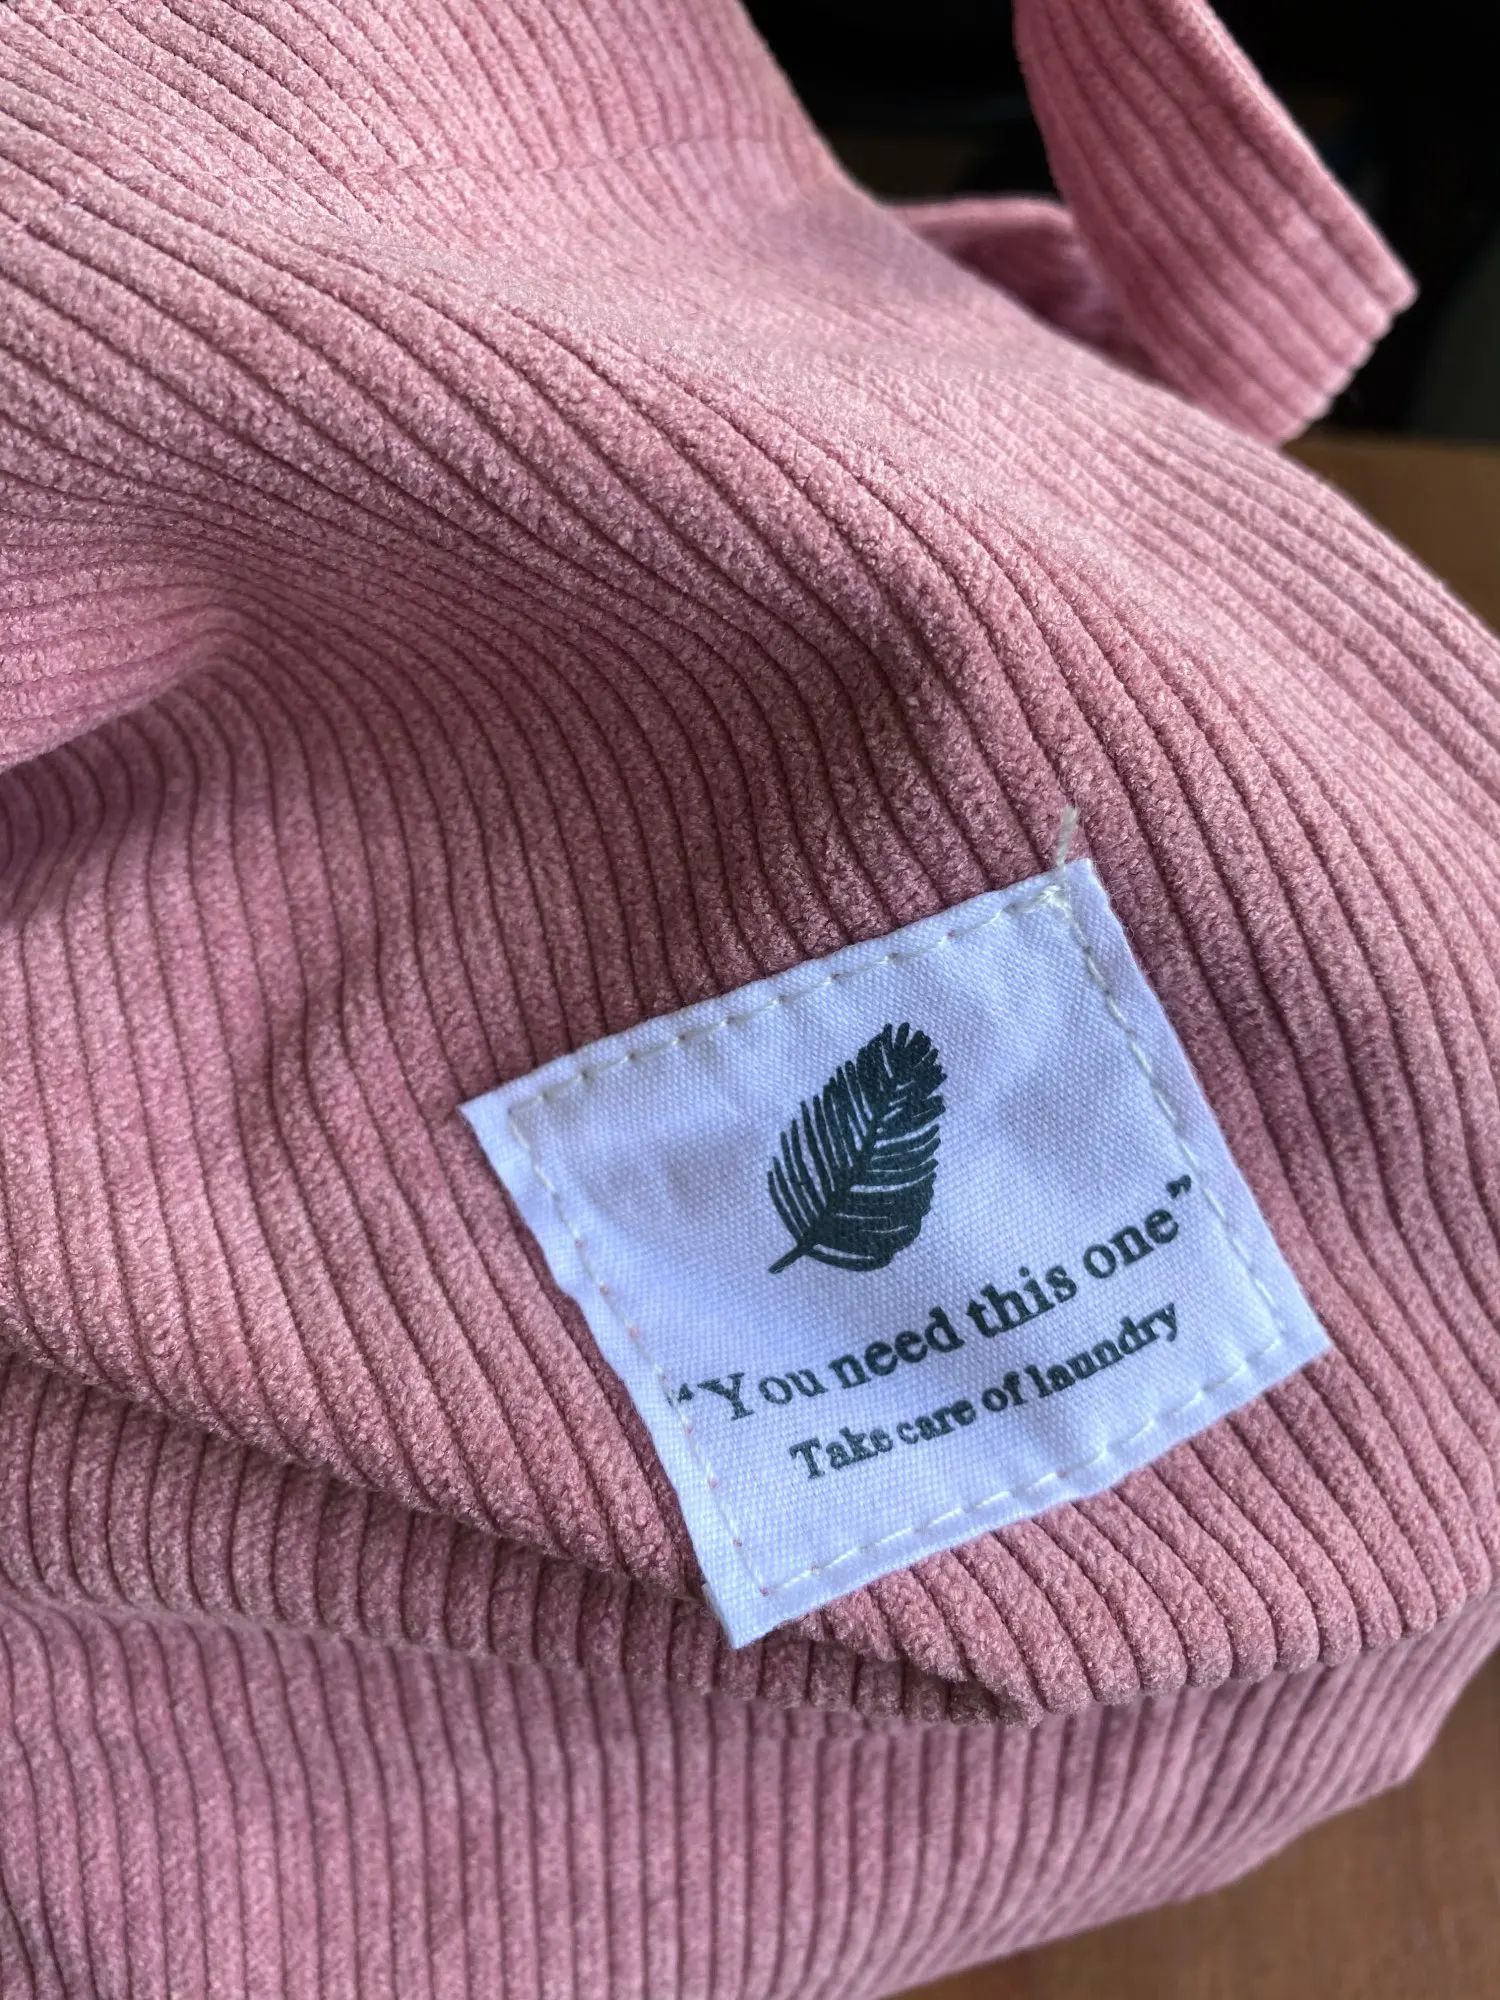 “You need this one”
Take care of laundry